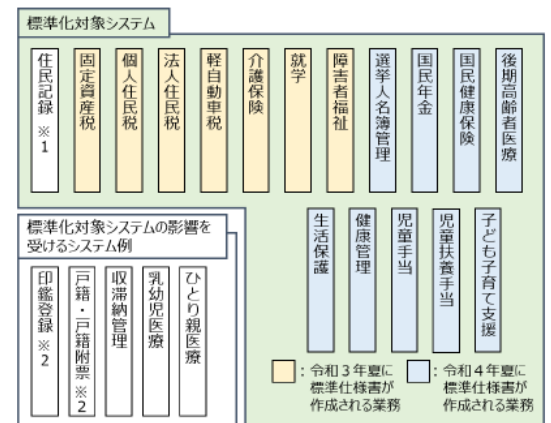 標準化対象システム
住民記録 ※1
固定資産税
個人住民税
法人住民税
軽自動車税
介護保険
就学
障害者福祉
選挙人名簿管理
国民年金
国民健康保険
後期高齢者医療
生活保護
健康管理
児童手当
児童扶養手当
子ども子育て支援
標準化対象システムの影響を
受けるシステム例
印鑑登録 ※2
戸籍・戸籍附票 ※2
収滞納管理
乳幼児医療
ひとり親医療
:令和3年夏に
標準仕様書が
作成される業務
:令和4年夏に
標準仕様書が
作成される業務